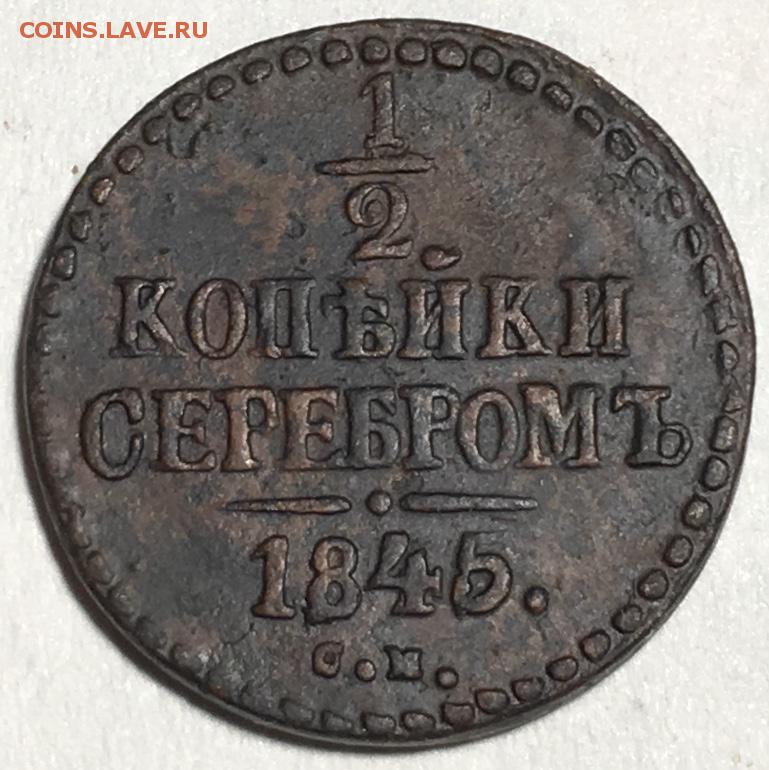 COINS.LAVE.RU
1
2
КОПѢЙКИ
СЕРЕБРОМЪ
1845.
С.М.